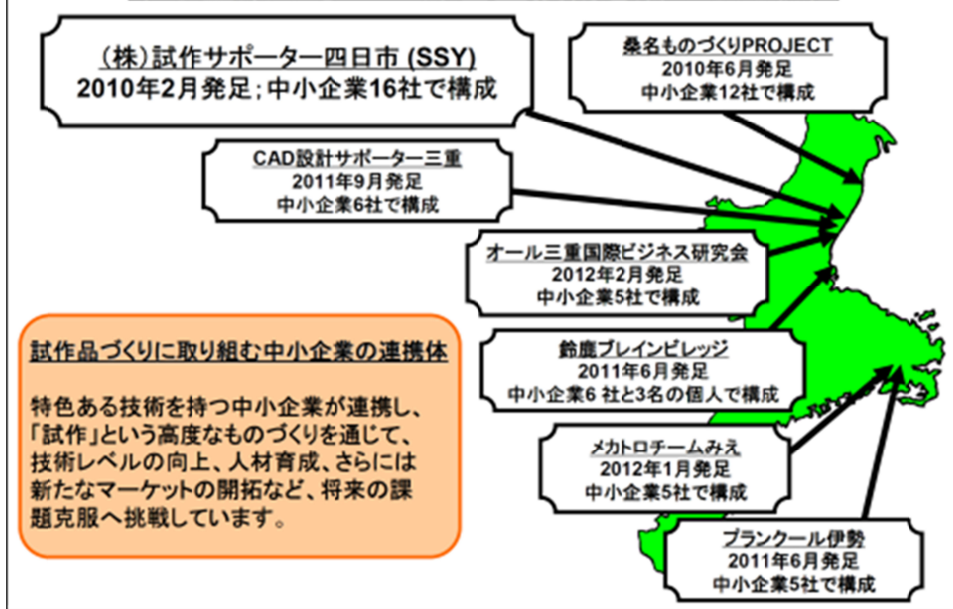 (株)試作サポーター四日市 (SSY)
2010年2月発足;中小企業16社で構成
桑名ものづくりPROJECT
2010年6月発足
中小企業12社で構成
CAD設計サポーター三重
2011年9月発足
中小企業6社で構成
オール三重国際ビジネス研究会
2012年2月発足
中小企業5社で構成
鈴鹿ブレインビレッジ
2011年6月発足
中小企業6 社と3名の個人で構成
メカトロチームみえ
2012年1月発足
中小企業5社で構成
プランクール伊勢
2011年6月発足
中小企業5社で構成
試作品づくりに取り組む中小企業の連携体
特色ある技術を持つ中小企業が連携し、
「試作」という高度なものづくりを通じて、
技術レベルの向上、人材育成、さらには
新たなマーケットの開拓など、将来の課
題克服へ挑戦しています。